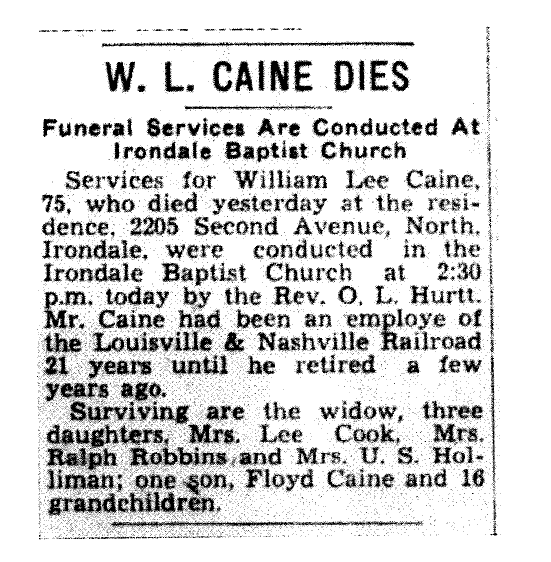 W. L. CAINE DIES
Funeral Services Are Conducted At
Irondale Baptist Church
Services for William Lee Caine,
75, who died yesterday at the resi-
dence, 2205 Second Avenue, North,
Irondale, were conducted in the
Irondale Baptist Church at 2:30
p.m. today by the Rev. O. L. Hurtt.
Mr. Caine had been an employe of
the Louisville & Nashville Railroad
21 years until he retired a few
years ago.
Surviving are the widow, three
daughters, Mrs. Lee Cook, Mrs.
Ralph Robbins and Mrs. U. S. Hol-
liman; one son, Floyd Caine and 16
grandchildren.